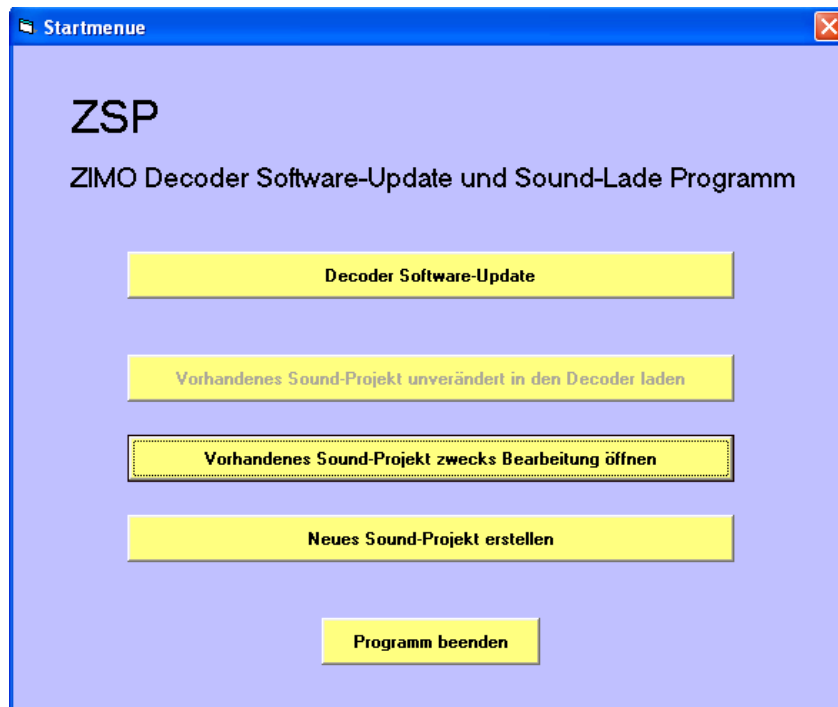 Startmenue
ZSP
ZIMO Decoder Software-Update und Sound-Lade Programm
Decoder Software-Update
Vorhandenes Sound-Projekt unverändert in den Decoder laden
Vorhandenes Sound-Projekt zwecks Bearbeitung öffnen
Neues Sound-Projekt erstellen
Programm beenden